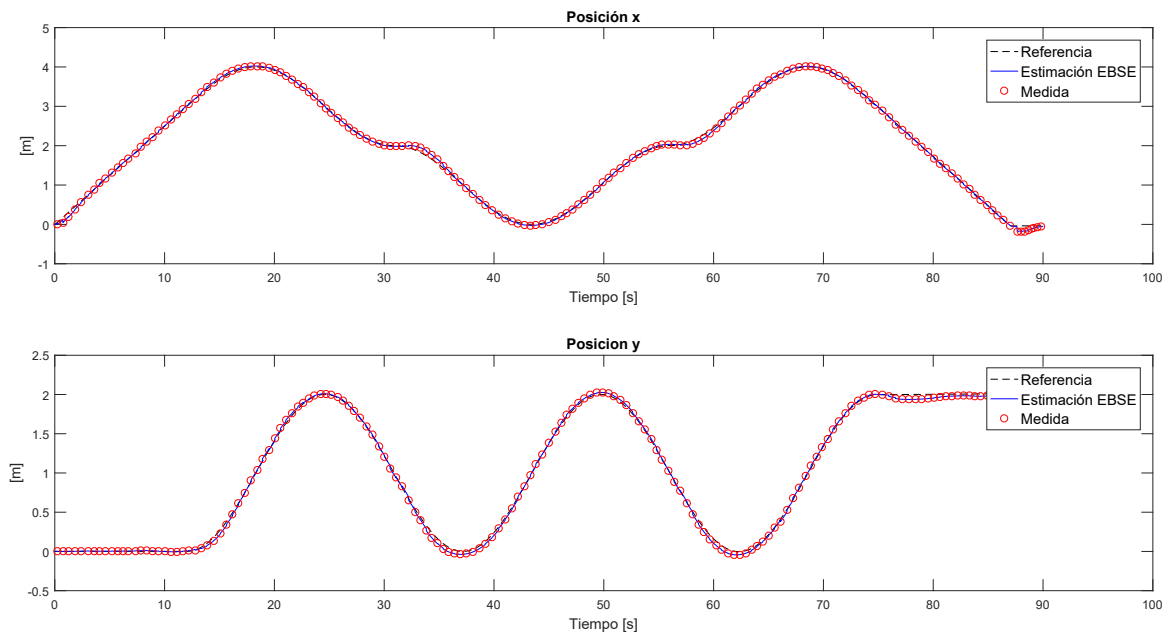 Posición x
5
4
3
2
1
0
-1
[m]
0 10 20 30 40 50 60 70 80 90 100
Tiempo [s]
Referencia
Estimación EBSE
Medida
Posicion y
2.5
2
1.5
1
0.5
0
-0.5
[m]
0 10 20 30 40 50 60 70 80 90 100
Tiempo [s]
Referencia
Estimación EBSE
Medida